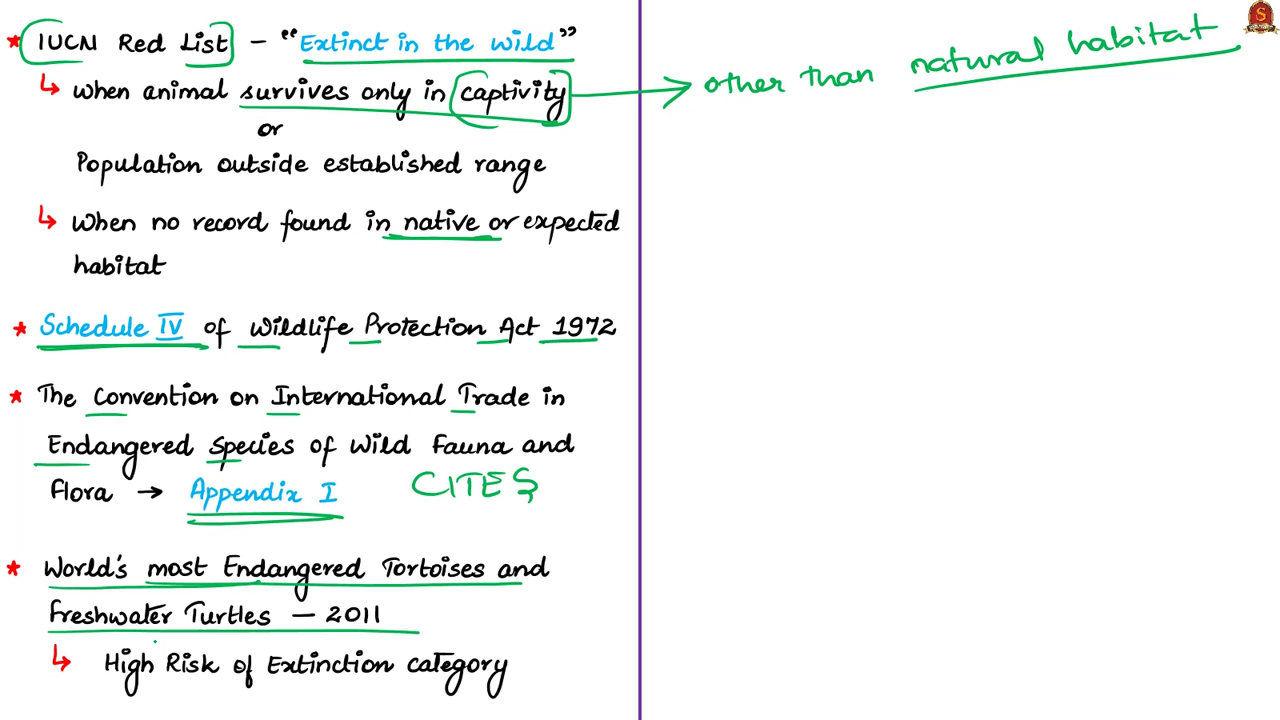 * IUCN Red List - "Extinct in the wild"
↳ when animal survives only in captivity → other than natural habitat
or
Population outside established range
↳ when no record found in native or expected
habitat
* Schedule IV of Wildlife Protection Act 1972
* The Convention on International Trade in
Endangered Species of Wild Fauna and
Flora → Appendix I CITES
* World's most Endangered Tortoises and
Freshwater Turtles - 2011
↳ High Risk of Extinction category